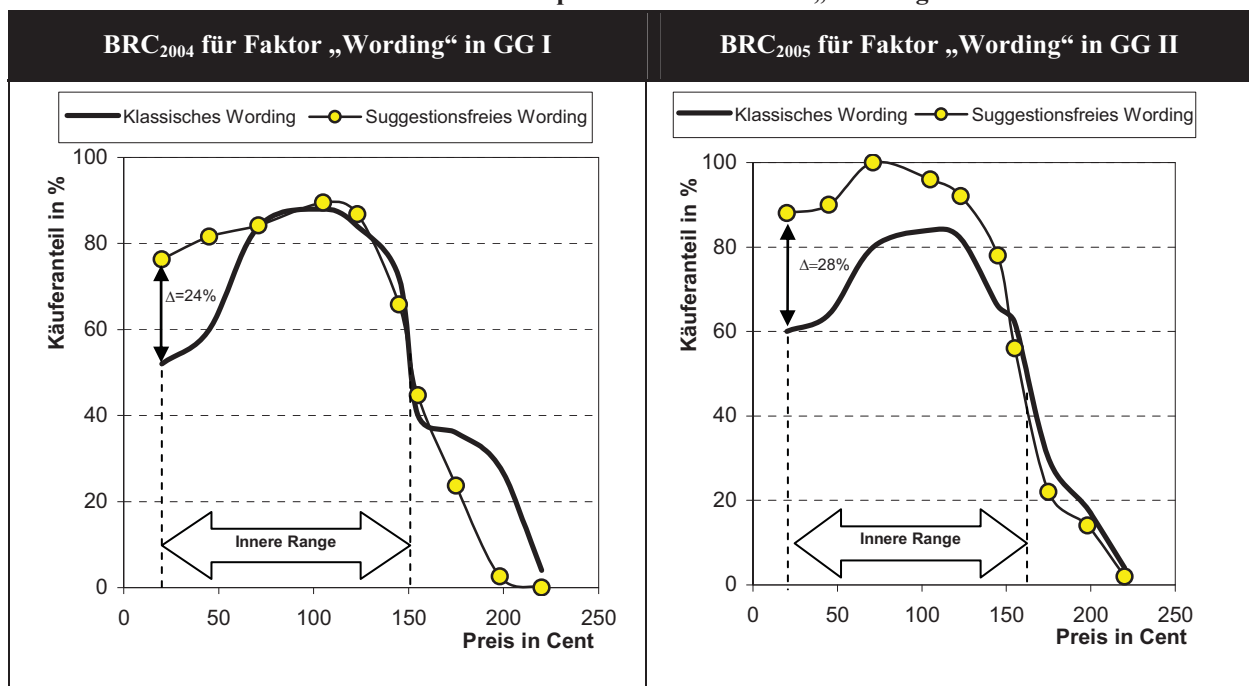 BRC2004 für Faktor „Wording“ in GG I
BRC2005 für Faktor „Wording“ in GG II
Klassisches Wording
Suggestionsfreies Wording
Käuferanteil in %
100
80
60
40
20
0
Δ=24%
Innere Range
0 50 100 150 200 250
Preis in Cent
Klassisches Wording
Suggestionsfreies Wording
Käuferanteil in %
100
80
60
40
20
0
Δ=28%
Innere Range
0 50 100 150 200 250
Preis in Cent